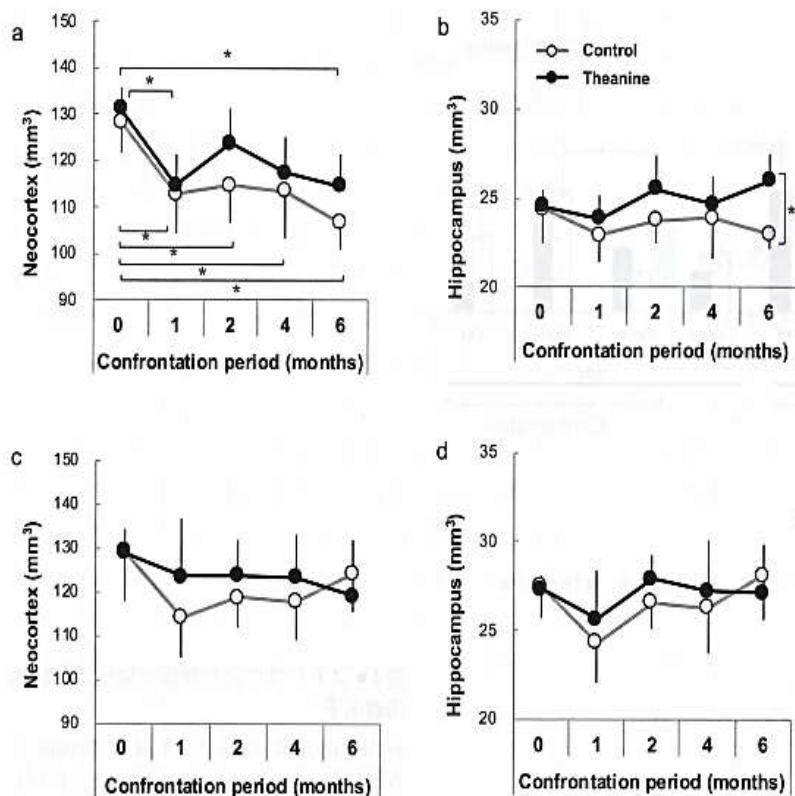 a
150
140
130
120
110
100
90
Neocortex (mm³)
*
*
*
*
*
*
0 1 2 4 6
Confrontation period (months)
b
35
30
25
20
Hippocampus (mm³)
Control
Theanine
*
0 1 2 4 6
Confrontation period (months)
c
150
140
130
120
110
100
90
Neocortex (mm³)
0 1 2 4 6
Confrontation period (months)
d
35
30
25
20
Hippocampus (mm³)
0 1 2 4 6
Confrontation period (months)